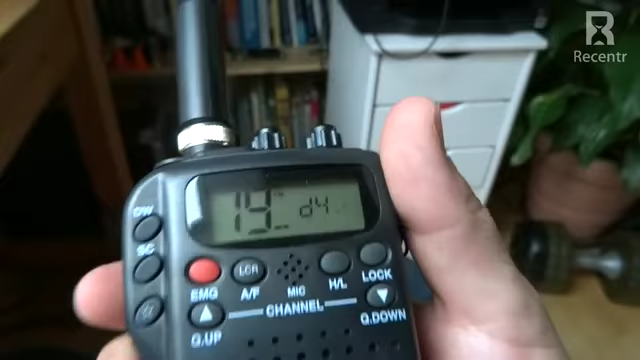 R
Recentr
DW
19 d4
SC
LCR
EMG A/F MIC H/L LOCK
CHANNEL
Q.UP Q.DOWN